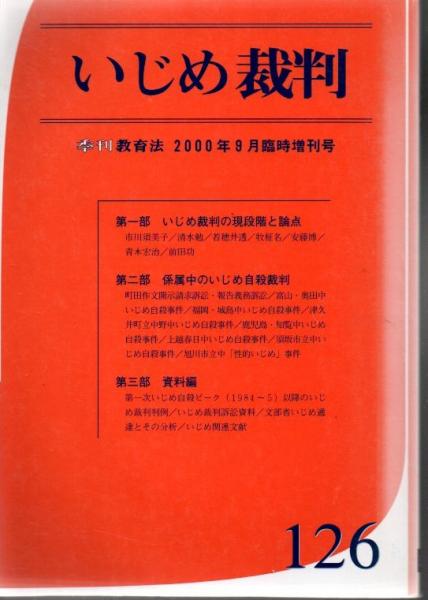 いじめ裁判
季刊教育法 2000年9月臨時増刊号
第一部 いじめ裁判の現段階と論点
市川須美子／清水勉／若穂井透／牧柾名／安藤博／
青木宏治／前田功
第二部 係属中のいじめ自殺裁判
町田作文開示請求訴訟・報告義務訴訟／富山・奥田中
いじめ自殺事件／福岡・城島中いじめ自殺事件／津久
井町立中野中いじめ自殺事件／鹿児島・知覧中いじめ
自殺事件／上越春日中いじめ自殺事件／須坂市立中い
じめ自殺事件／旭川市立中「性的いじめ」事件
第三部 資料編
第一次いじめ自殺ピーク（1984～5）以降のいじ
め裁判判例／いじめ裁判訴訟資料／文部省いじめ通
達とその分析／いじめ関連文献
126